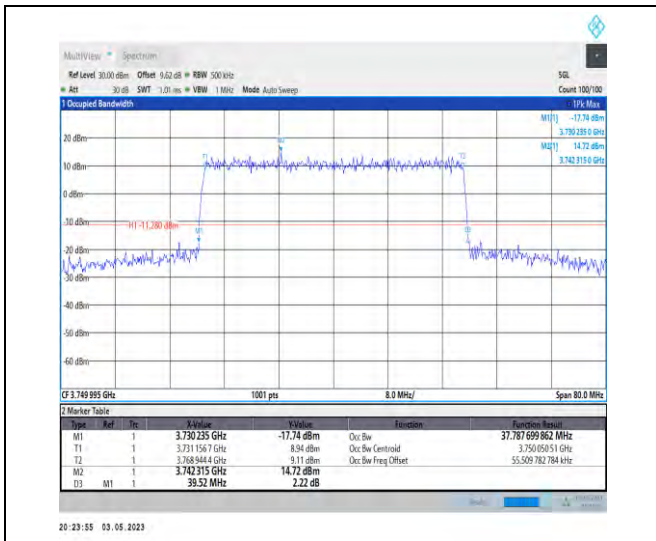 MultiView Spectrum
Ref Level 30.00 dBm Offset 9.62 dB RBW 500 kHz SGL
Att 30 dB SWT 1.01 ms VBW 1 MHz Mode Auto Sweep Count 100/100
1 Occupied Bandwidth 1Pk Max
M1[1] -17.74 dBm
3.730 235 0 GHz
M2[1] 14.72 dBm
3.742 315 0 GHz
20 dBm
10 dBm
0 dBm
-10 dBm
H1 -11.280 dBm
-20 dBm
-30 dBm
-40 dBm
-50 dBm
-60 dBm
T1
M2
T2
M1
D3
CF 3.749 995 GHz 1001 pts 8.0 MHz/ Span 80.0 MHz
2 Marker Table
Type Ref Trc X-Value Y-Value Function Function Result
M1 1 3.730 235 GHz -17.74 dBm Occ Bw 37.787 699 862 MHz
T1 1 3.731 156 7 GHz 8.94 dBm Occ Bw Centroid 3.750 050 51 GHz
T2 1 3.768 944 4 GHz 9.11 dBm Occ Bw Freq Offset 55.509 782 784 kHz
M2 1 3.742 315 GHz 14.72 dBm
D3 M1 1 39.52 MHz 2.22 dB
20:23:55 03.05.2023